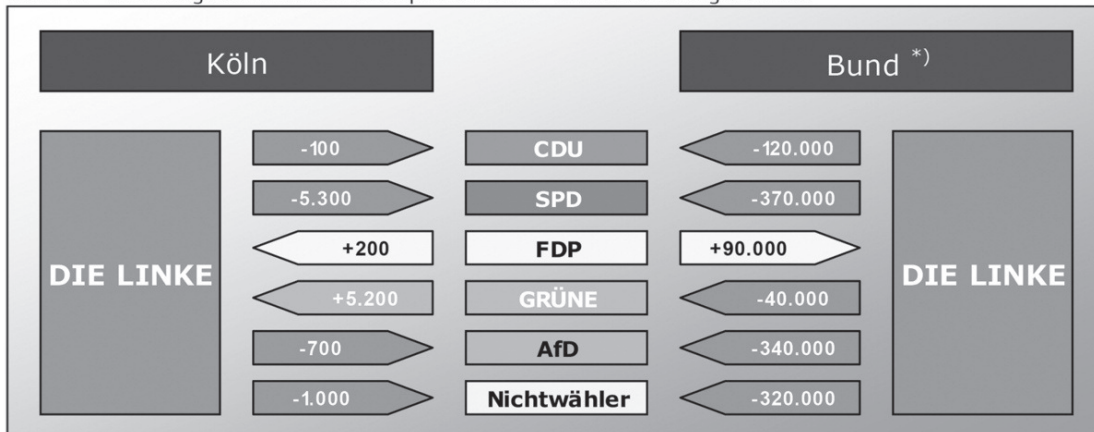 Köln Bund *)
-100 CDU -120.000
-5.300 SPD -370.000
+200 FDP +90.000
DIE LINKE DIE LINKE
+5.200 GRÜNE -40.000
-700 AfD -340.000
-1.000 Nichtwähler -320.000